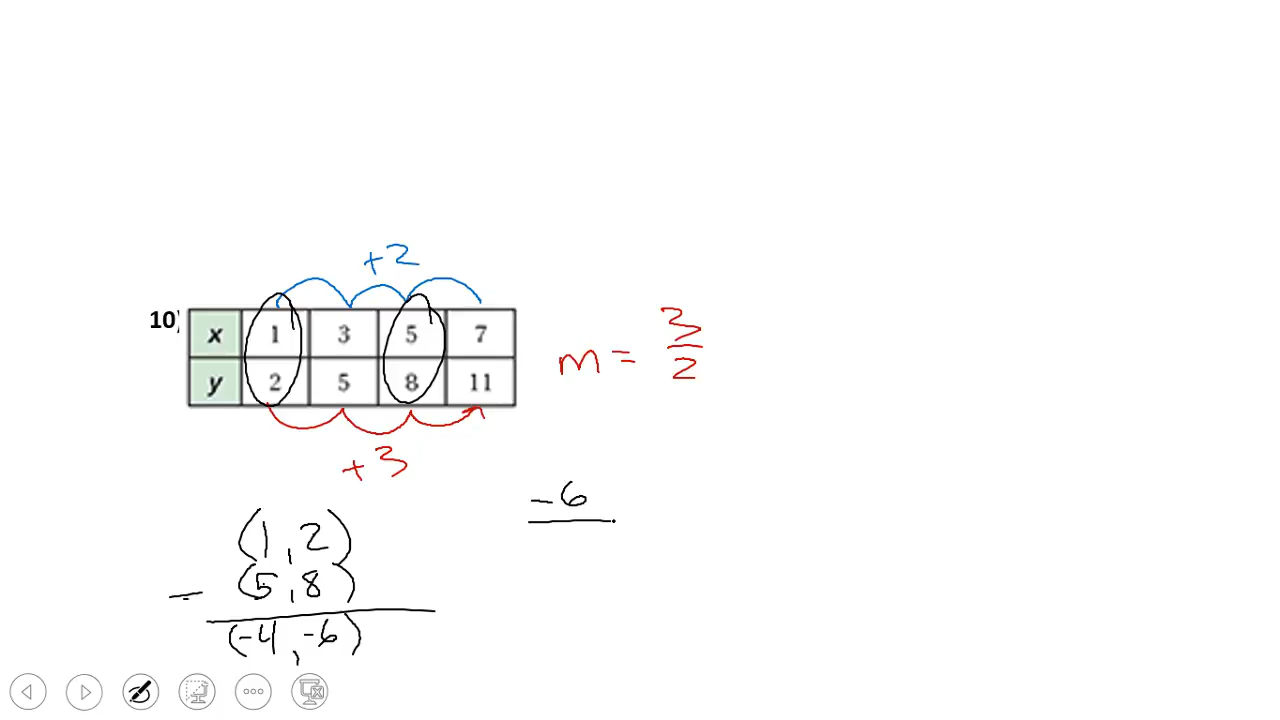 +2
10)
x 1 3 5 7
y 2 5 8 11
m = 3/2
+3
-6
(1, 2)
- (5, 8)
(-4, -6)